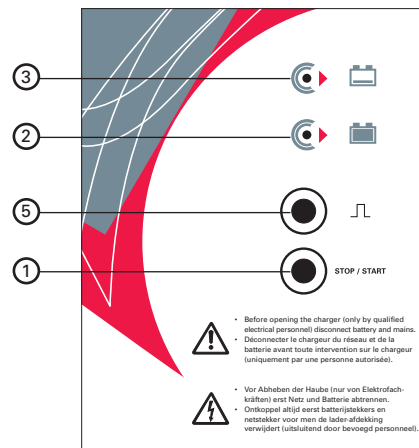 3
2
5
1
STOP / START
• Before opening the charger (only by qualified
electrical personnel) disconnect battery and mains.
• Déconnecter le chargeur du réseau et de la
batterie avant toute intervention sur le chargeur
(uniquement par une personne autorisée).
• Vor Abheben der Haube (nur von Elektrofach-
kräften) erst Netz und Batterie abtrennen.
• Ontkoppel altijd eerst batterijstekkers en
netstekker voor men de lader-afdekking
verwijdert (uitsluitend door bevoegd personeel).